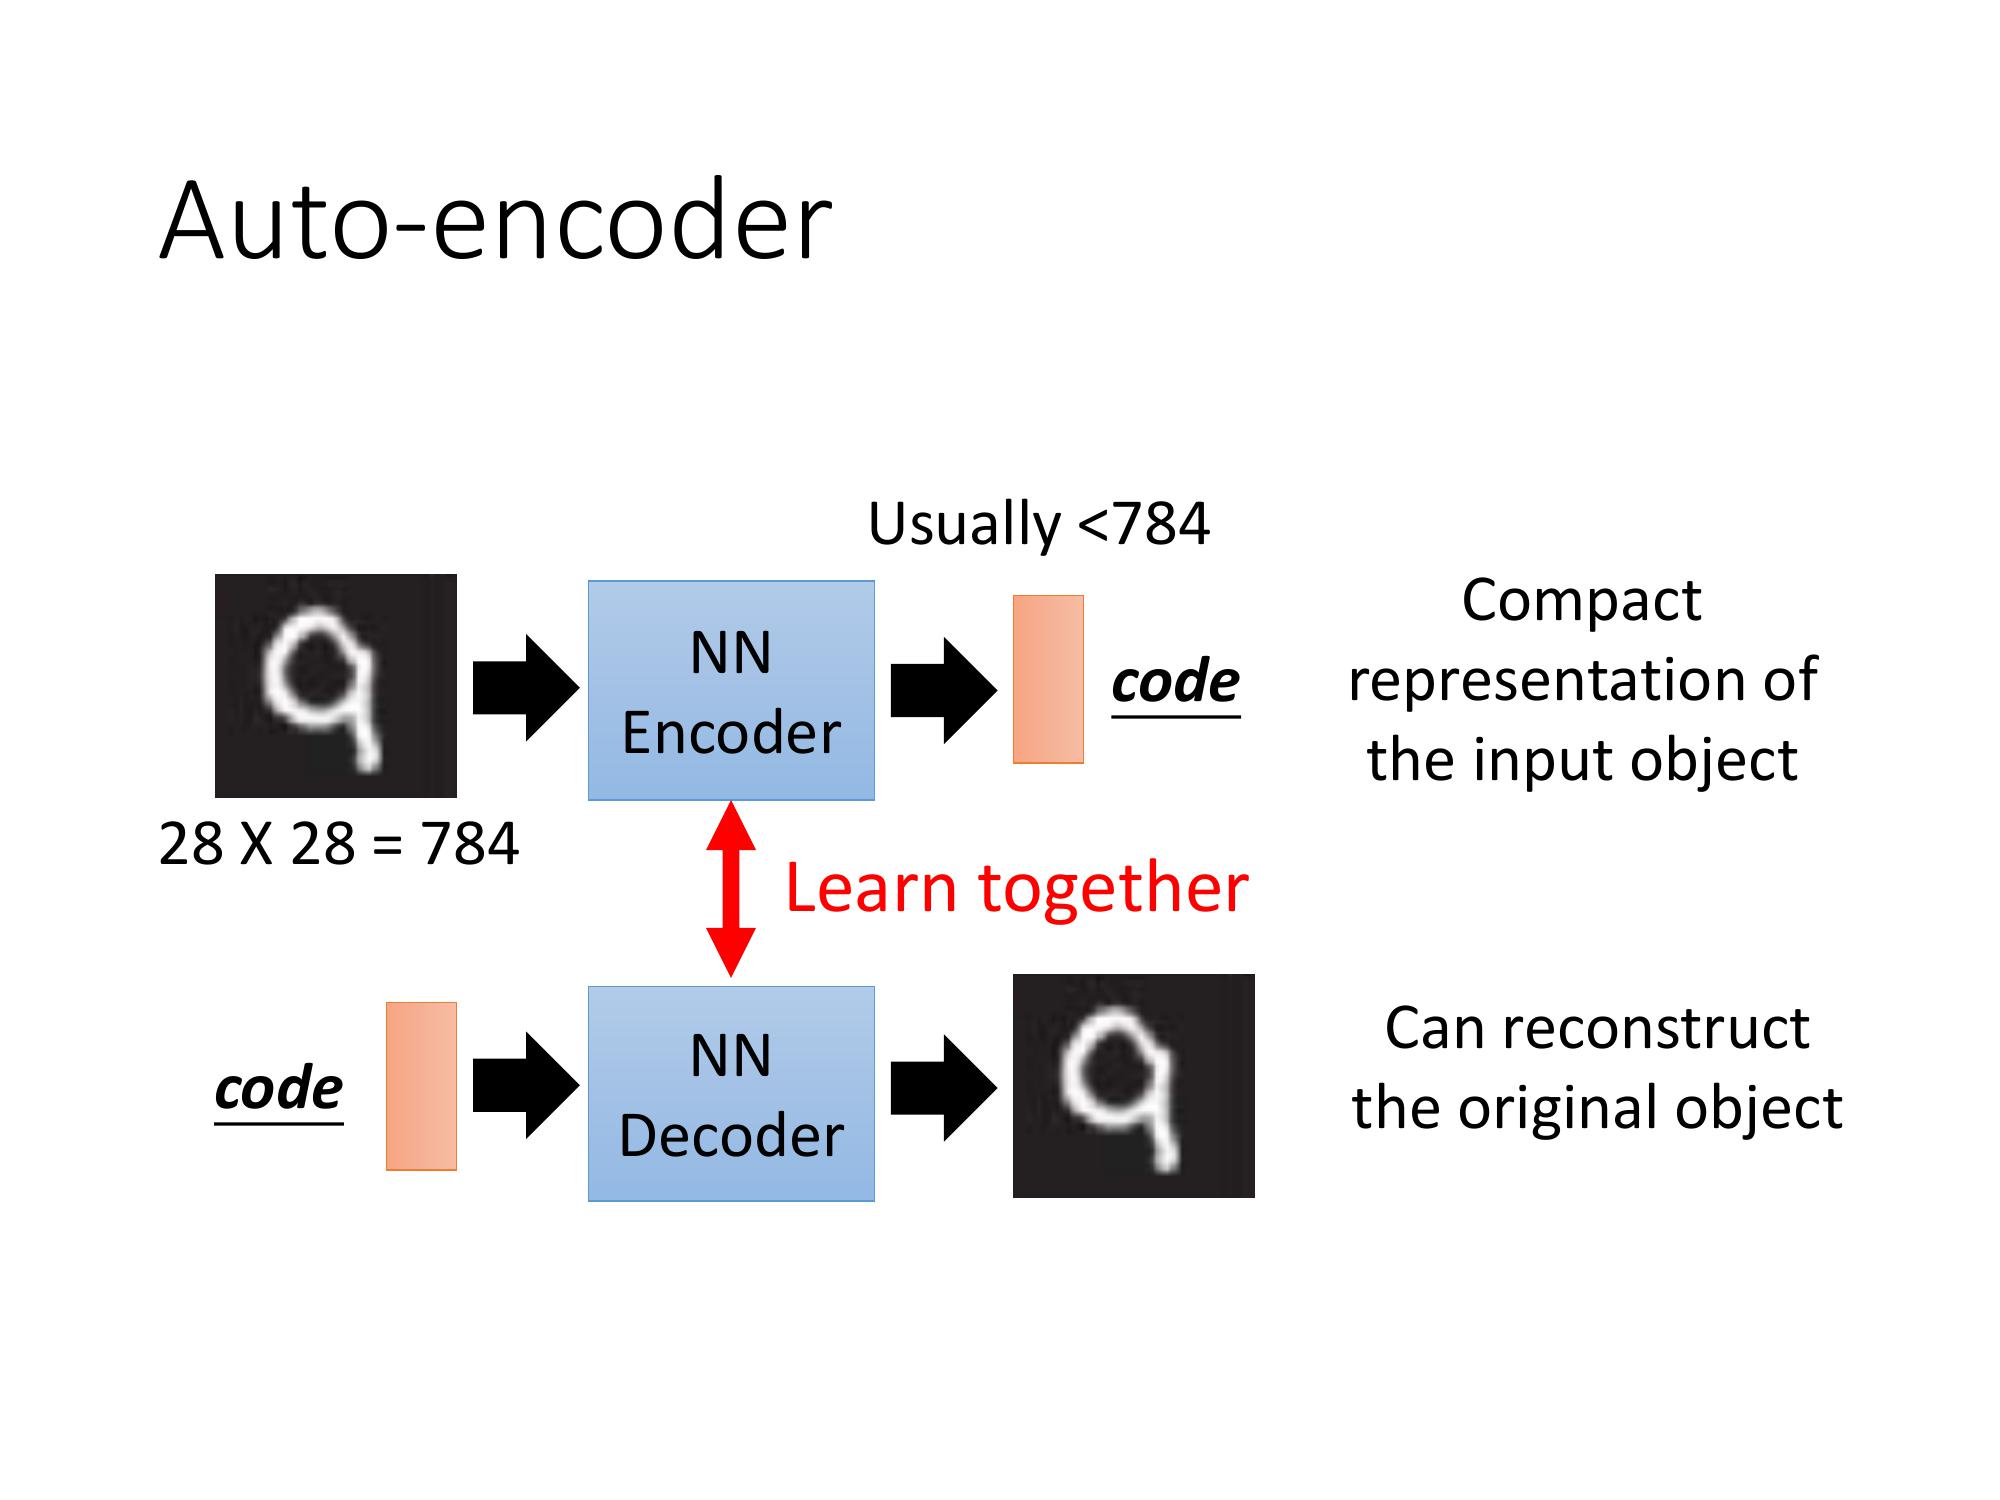 Auto-encoder
Usually <784
NN
Encoder
code
Compact
representation of
the input object
28 X 28 = 784
Learn together
code
NN
Decoder
Can reconstruct
the original object